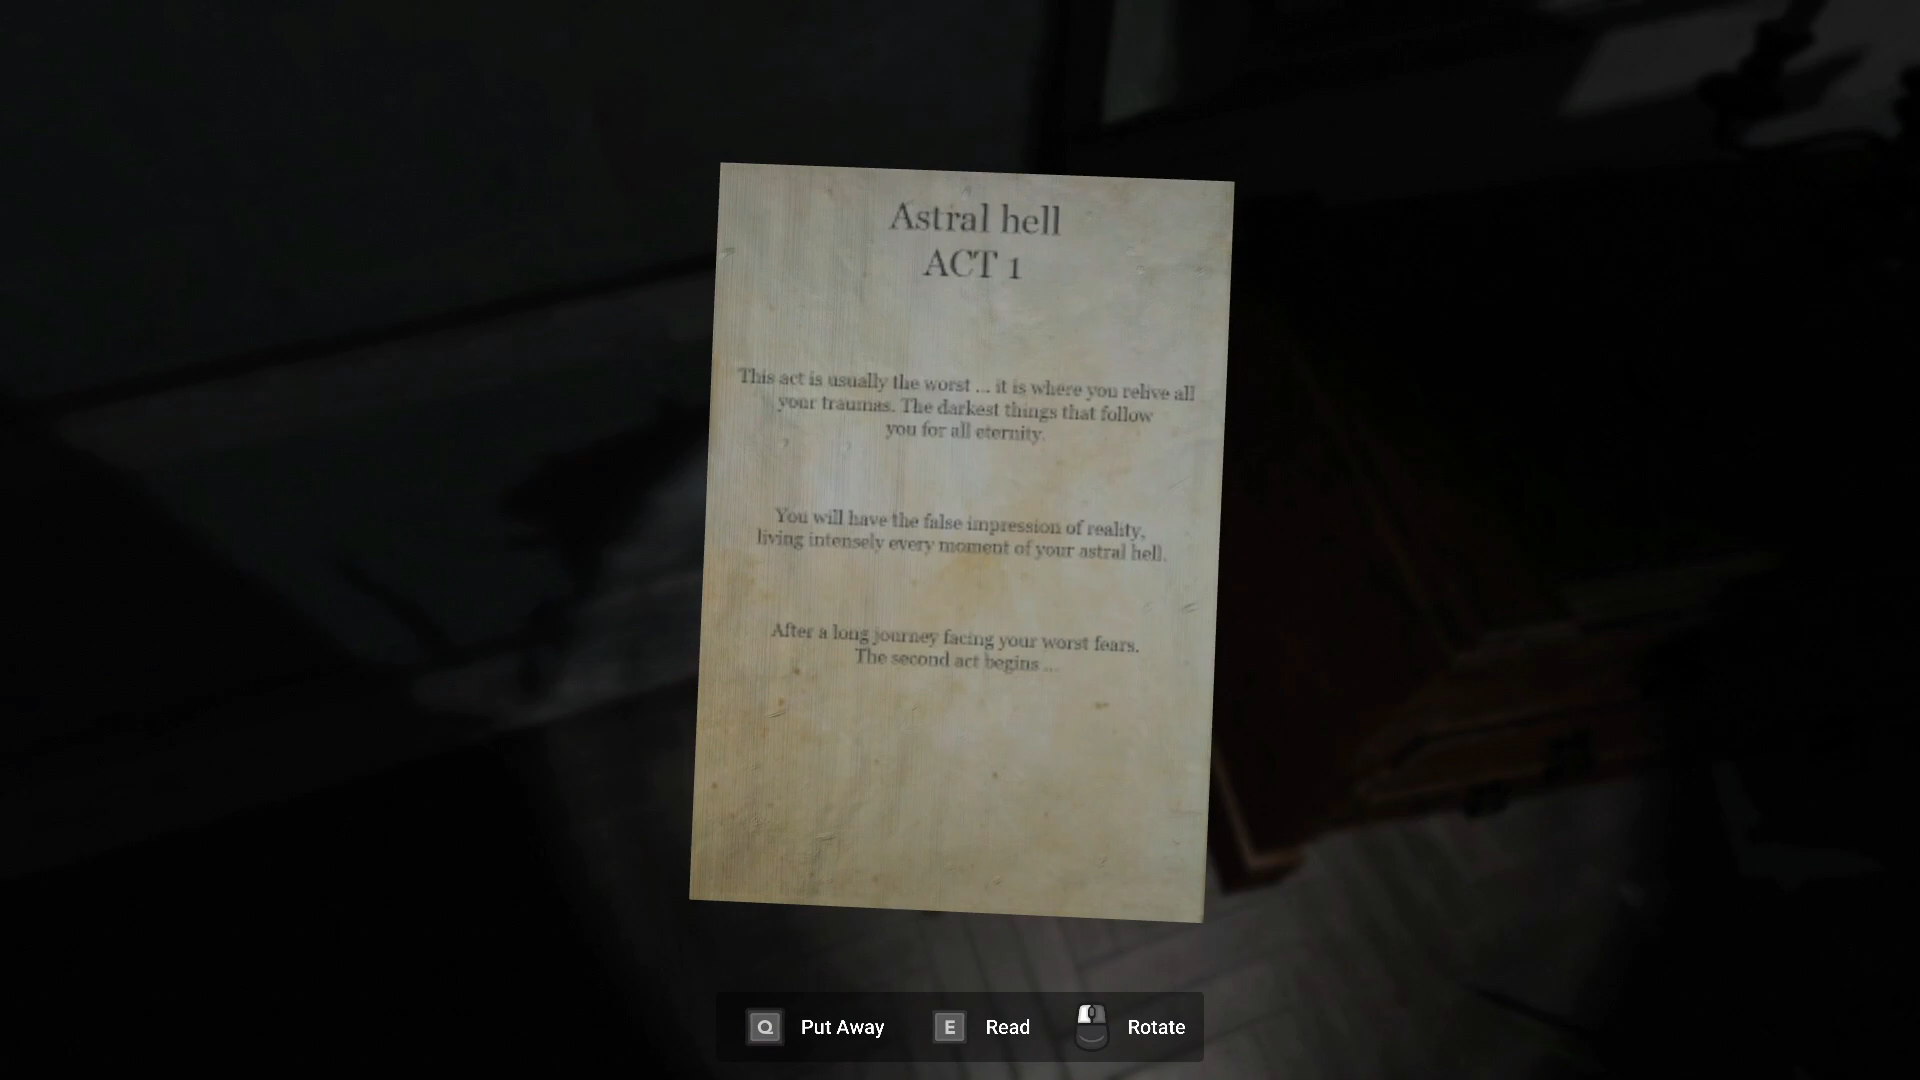 Astral hell
ACT 1
This act is usually the worst ... it is where you relive all
your traumas. The darkest things that follow
you for all eternity.
You will have the false impression of reality,
living intensely every moment of your astral hell.
After a long journey facing your worst fears.
The second act begins ...
Q Put Away E Read Rotate